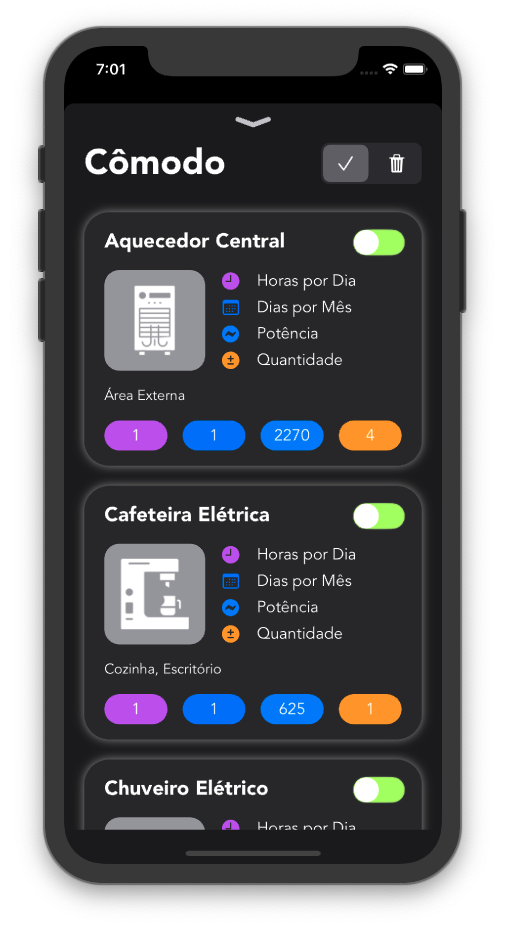 7:01
Cômodo
Aquecedor Central
Horas por Dia
Dias por Mês
Potência
Quantidade
Área Externa
1 1 2270 4
Cafeteira Elétrica
Horas por Dia
Dias por Mês
Potência
Quantidade
Cozinha, Escritório
1 1 625 1
Chuveiro Elétrico
Horas por Dia